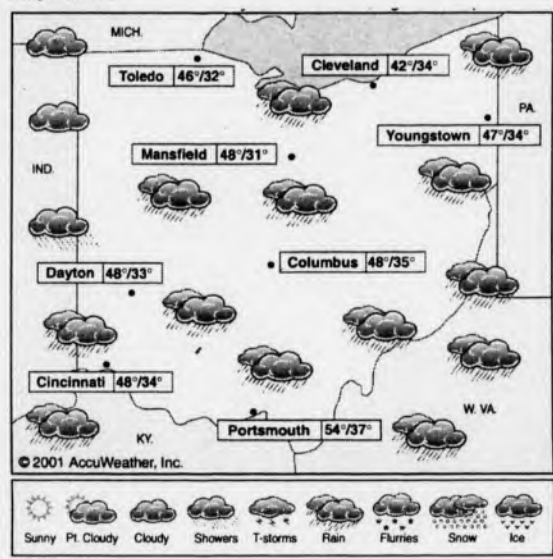 MICH.
Toledo 46°/32°
Cleveland 42°/34°
PA.
Youngstown 47°/34°
Mansfield 48°/31°
IND.
Columbus 48°/35°
Dayton 48°/33°
Cincinnati 48°/34°
W. VA.
Portsmouth 54°/37°
KY.
© 2001 AccuWeather, Inc.
Sunny Pt. Cloudy Cloudy Showers T-storms Rain Flurries Snow Ice